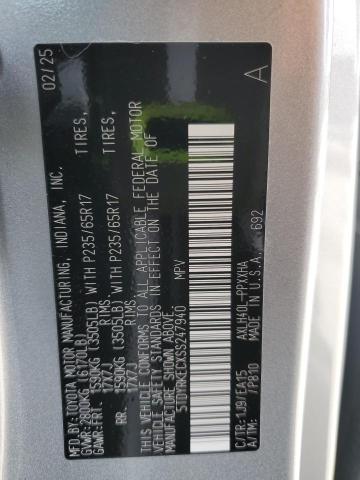 MFD. BY: TOYOTA MOTOR MANUFACTURING, INDIANA, INC. 02/25
GVWR: 2800KG (6170LB)
GAWR: FRT. 1590KG (3505LB) WITH P235/65R17 TIRES,
17X7J RIMS,
RR. 1590KG (3505LB) WITH P235/65R17 TIRES,
17X7J RIMS,
THIS VEHICLE CONFORMS TO ALL APPLICABLE FEDERAL MOTOR
VEHICLE SAFETY STANDARDS IN EFFECT ON THE DATE OF
MANUFACTURE SHOWN ABOVE.
MPV
C/TR: 1J9/EA15 AXLH40L-PPXXHA
A/TM: /P810 MADE IN U.S.A. 692
A